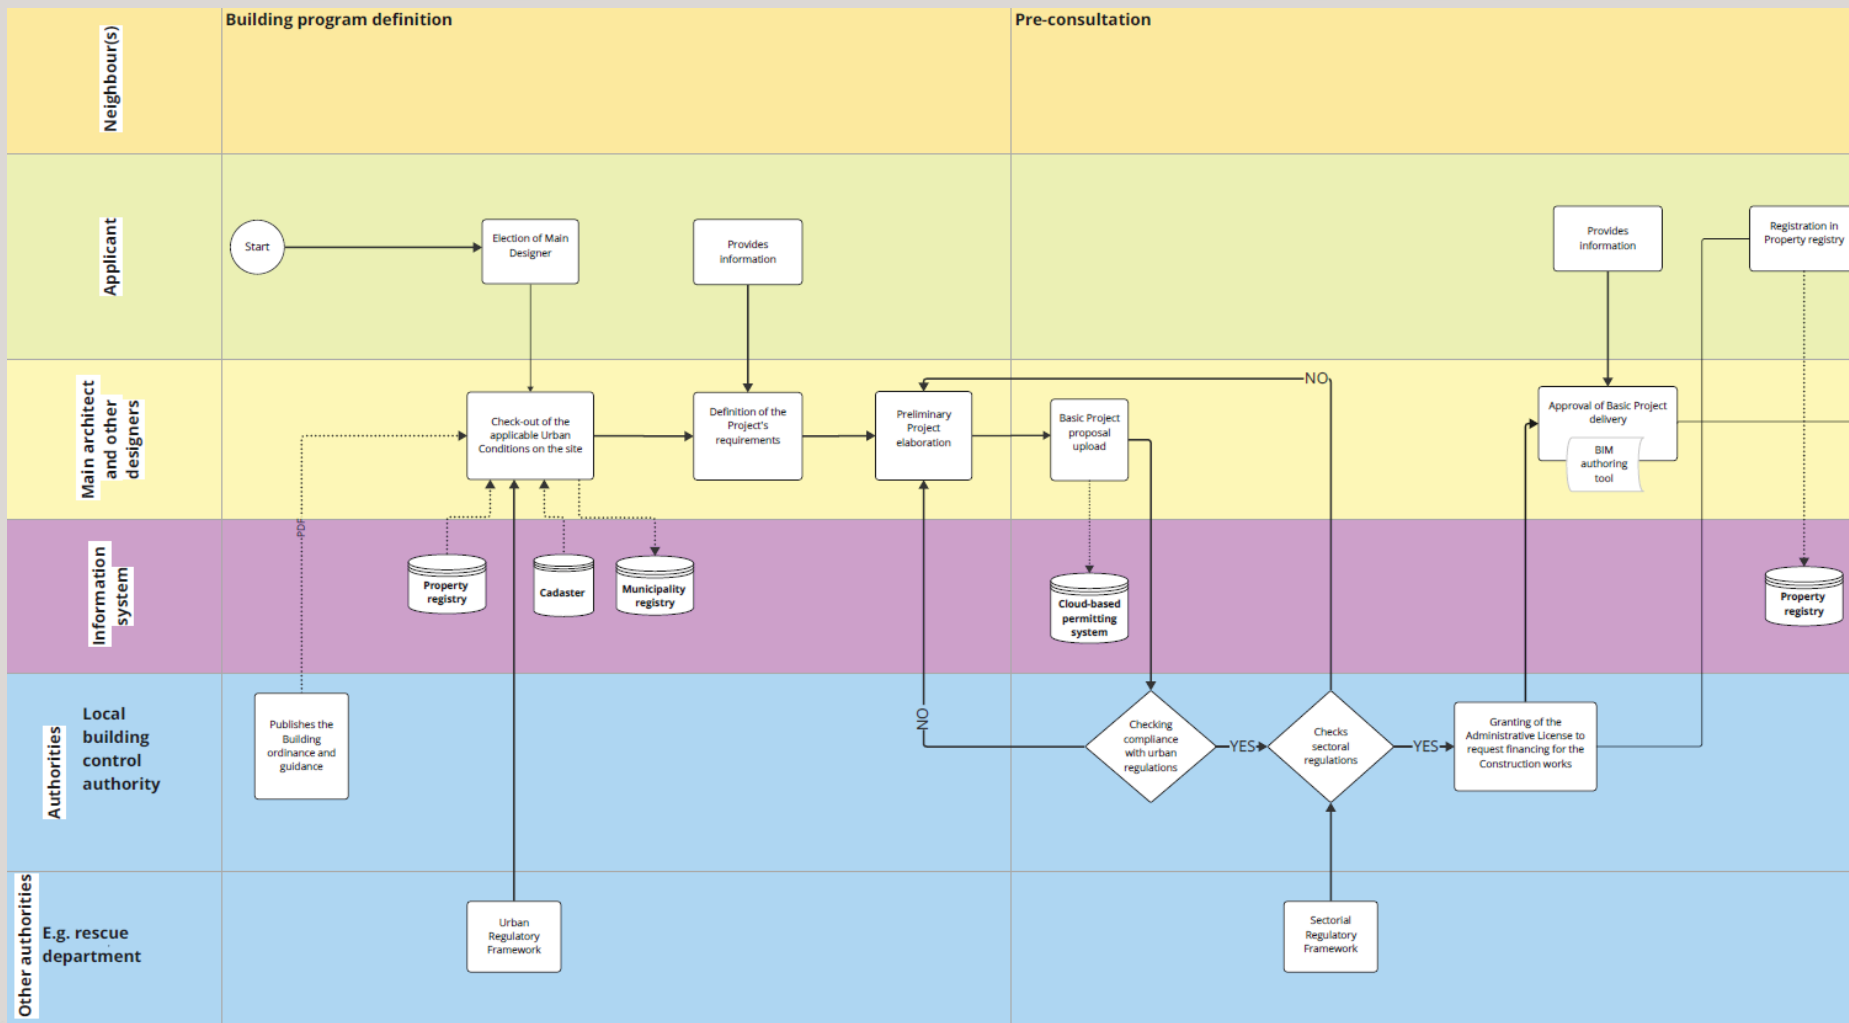 Building program definition
Pre-consultation
Neighbour(s)
Applicant
Start
Election of Main
Designer
Provides
information
Provides
information
Registration in
Property registry
Main architect
and other
designers
NO
Check-out of the
applicable Urban
Conditions on the site
Definition of the
Project's
requirements
Preliminary
Project
elaboration
Basic Project
proposal
upload
Approval of Basic Project
delivery
BIM
authoring
tool
Information
system
PDF
Property
registry
Cadaster
Municipality
registry
Cloud-based
permitting
system
Property
registry
Authorities
Local
building
control
authority
Publishes the
Building
ordinance and
guidance
NO
Checking
compliance
with urban
regulations
YES
Checks
sectoral
regulations
YES
Granting of the
Administrative License to
request financing for the
Construction works
Other authorities
E.g. rescue
department
Urban
Regulatory
Framework
Sectorial
Regulatory
Framework